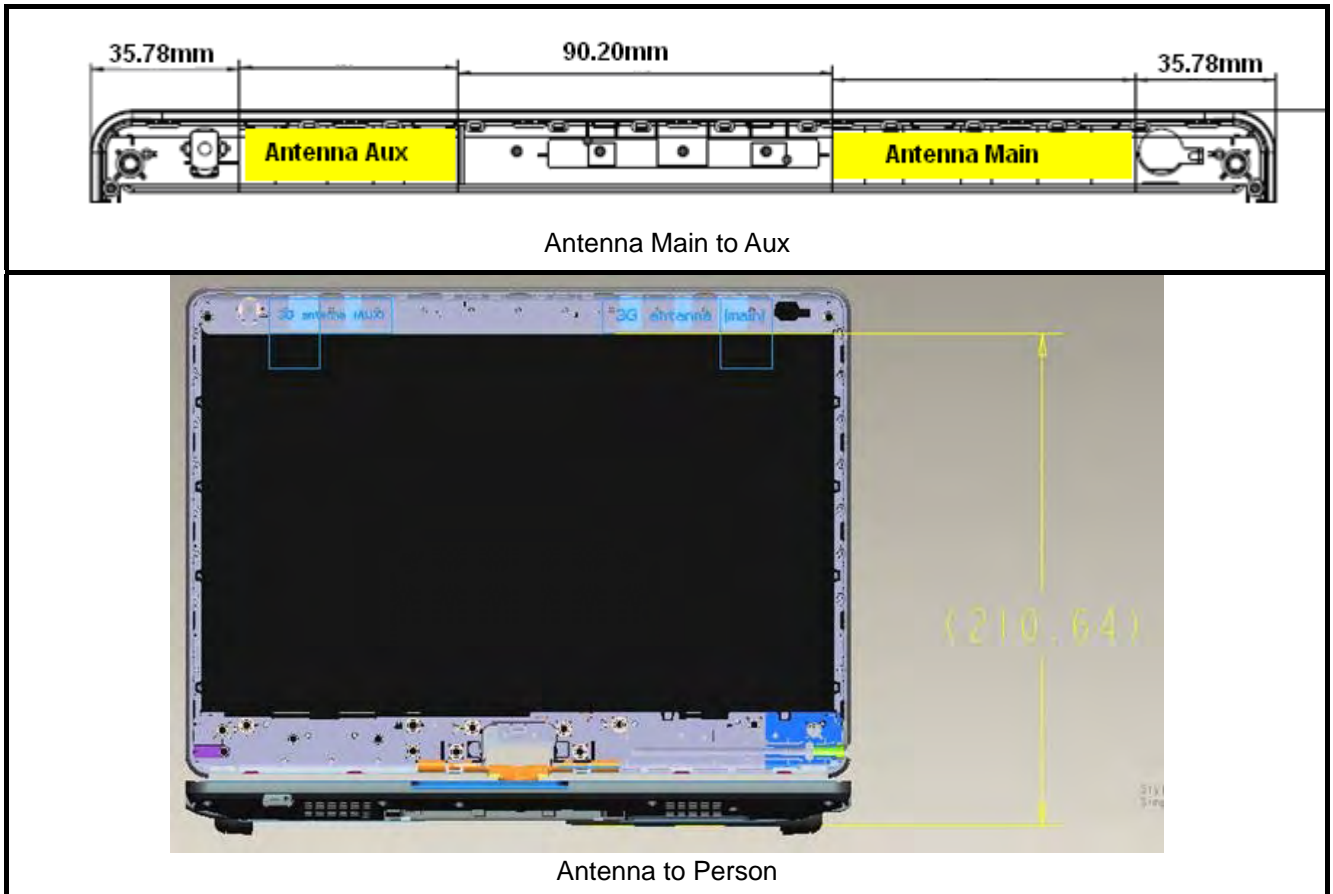 35.78mm
90.20mm
35.78mm
Antenna Aux
Antenna Main
Antenna Main to Aux
3G antenna (AUX)
3G antenna (main)
(210.64)
Antenna to Person